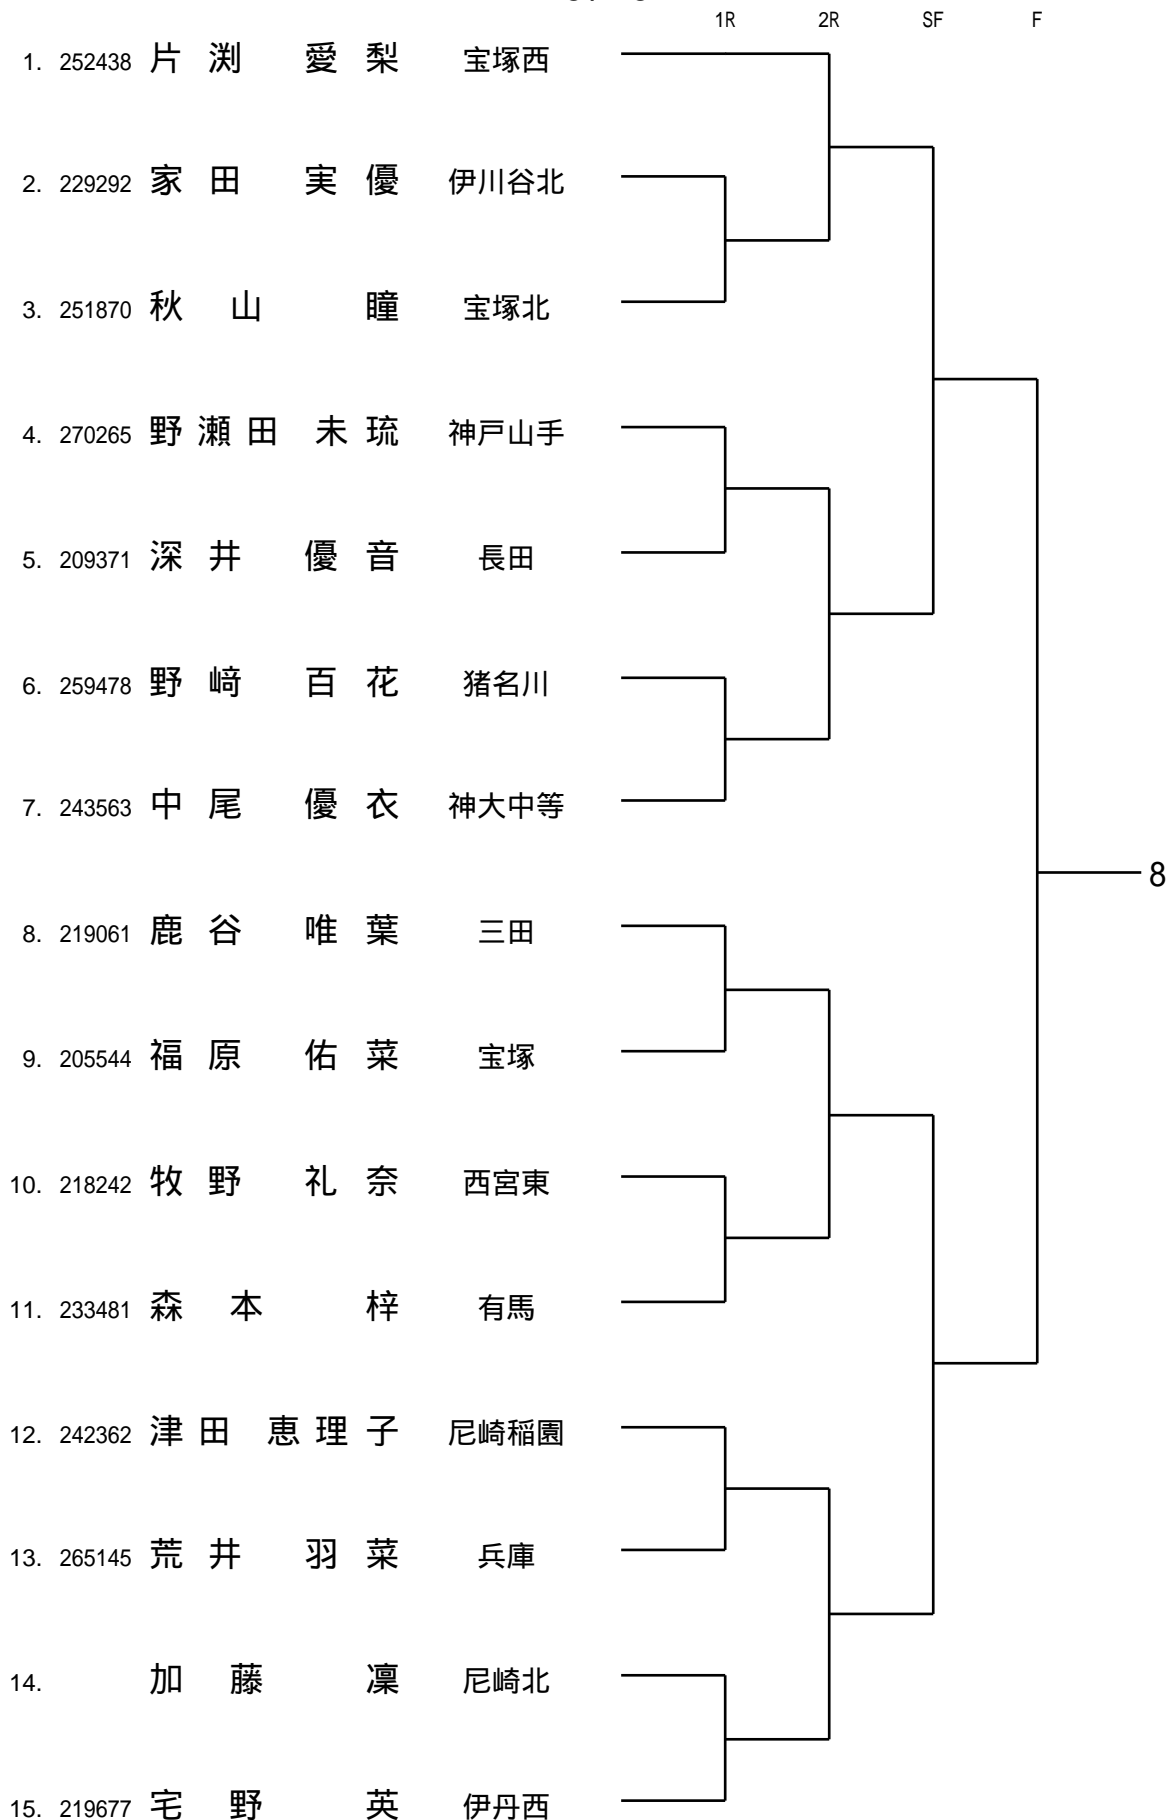 1R 2R SF F
1. 252438 片渕 愛梨 宝塚西
2. 229292 家田 実優 伊川谷北
3. 251870 秋山 瞳 宝塚北
4. 270265 野瀬田 未琉 神戸山手
5. 209371 深井 優音 長田
6. 259478 野﨑 百花 猪名川
7. 243563 中尾 優衣 神大中等
8
8. 219061 鹿谷 唯葉 三田
9. 205544 福原 佑菜 宝塚
10. 218242 牧野 礼奈 西宮東
11. 233481 森本 梓 有馬
12. 242362 津田 恵理子 尼崎稲園
13. 265145 荒井 羽菜 兵庫
14. 加藤 凜 尼崎北
15. 219677 宅野 英 伊丹西